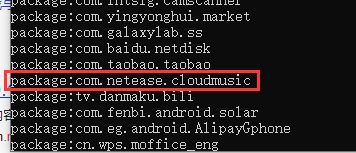 package:com.intsig.camscanner
package:com.yingyonghui.market
package:com.galaxylab.ss
package:com.baidu.netdisk
package:com.taobao.taobao
package:com.netease.cloudmusic
package:tv.danmaku.bili
package:com.fenbi.android.solar
package:com.eg.android.AlipayGphone
package:cn.wps.moffice_eng